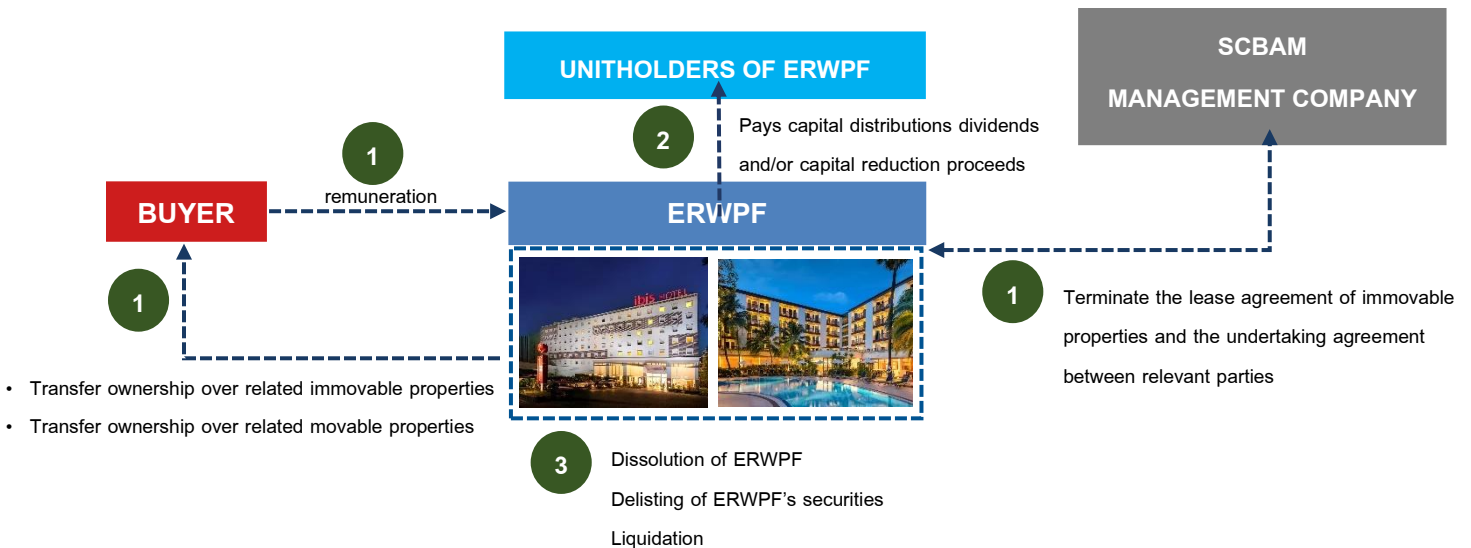 UNITHOLDERS OF ERWPF
SCBAM
MANAGEMENT COMPANY
2
Pays capital distributions dividends
and/or capital reduction proceeds
1
remuneration
BUYER
ERWPF
ibis HOTEL
1
1
Terminate the lease agreement of immovable
properties and the undertaking agreement
between relevant parties
• Transfer ownership over related immovable properties
• Transfer ownership over related movable properties
3
Dissolution of ERWPF
Delisting of ERWPF's securities
Liquidation